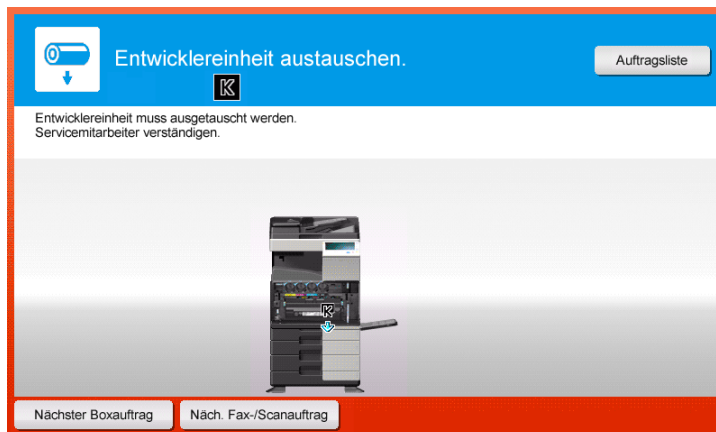 Entwicklereinheit austauschen.
Auftragsliste
K
Entwicklereinheit muss ausgetauscht werden.
Servicemitarbeiter verständigen.
K
Nächster Boxauftrag
Näch. Fax-/Scanauftrag